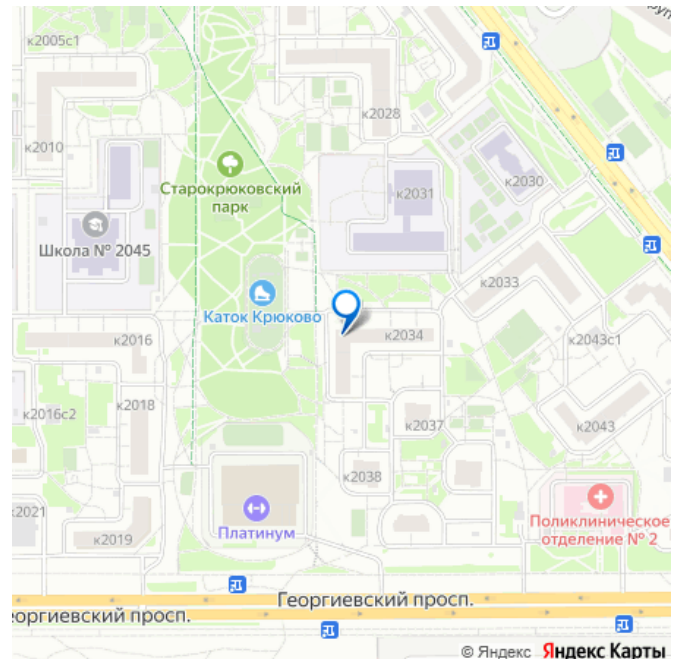 к2005с1
к2028
к2010
к2030
Старокрюковский
парк
к2031
Школа № 2045
к2033
Каток Крюково
к2016
к2034
к2043с1
к2016с2
к2018
к2037
к2043
к2038
к2021
Платинум
Поликлиническое
отделение № 2
к2019
Георгиевский просп.
еоргиевский просп.
© Яндекс Яндекс Карты